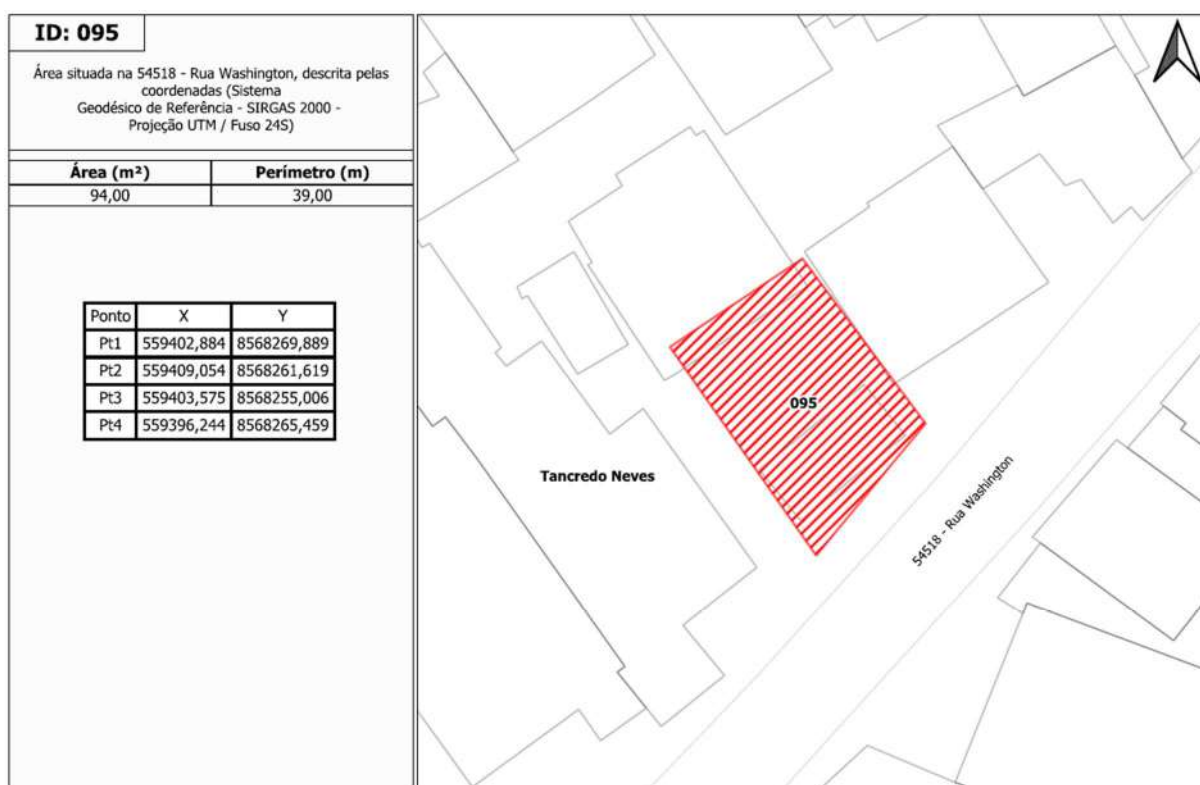 ID: 095
Área situada na 54518 - Rua Washington, descrita pelas
coordenadas (Sistema
Geodésico de Referência - SIRGAS 2000 -
Projeção UTM / Fuso 24S)
Área (m²) Perímetro (m)
94,00 39,00
Ponto X Y
Pt1 559402,884 8568269,889
Pt2 559409,054 8568261,619
Pt3 559403,575 8568255,006
Pt4 559396,244 8568265,459
095
Tancredo Neves
54518 - Rua Washington